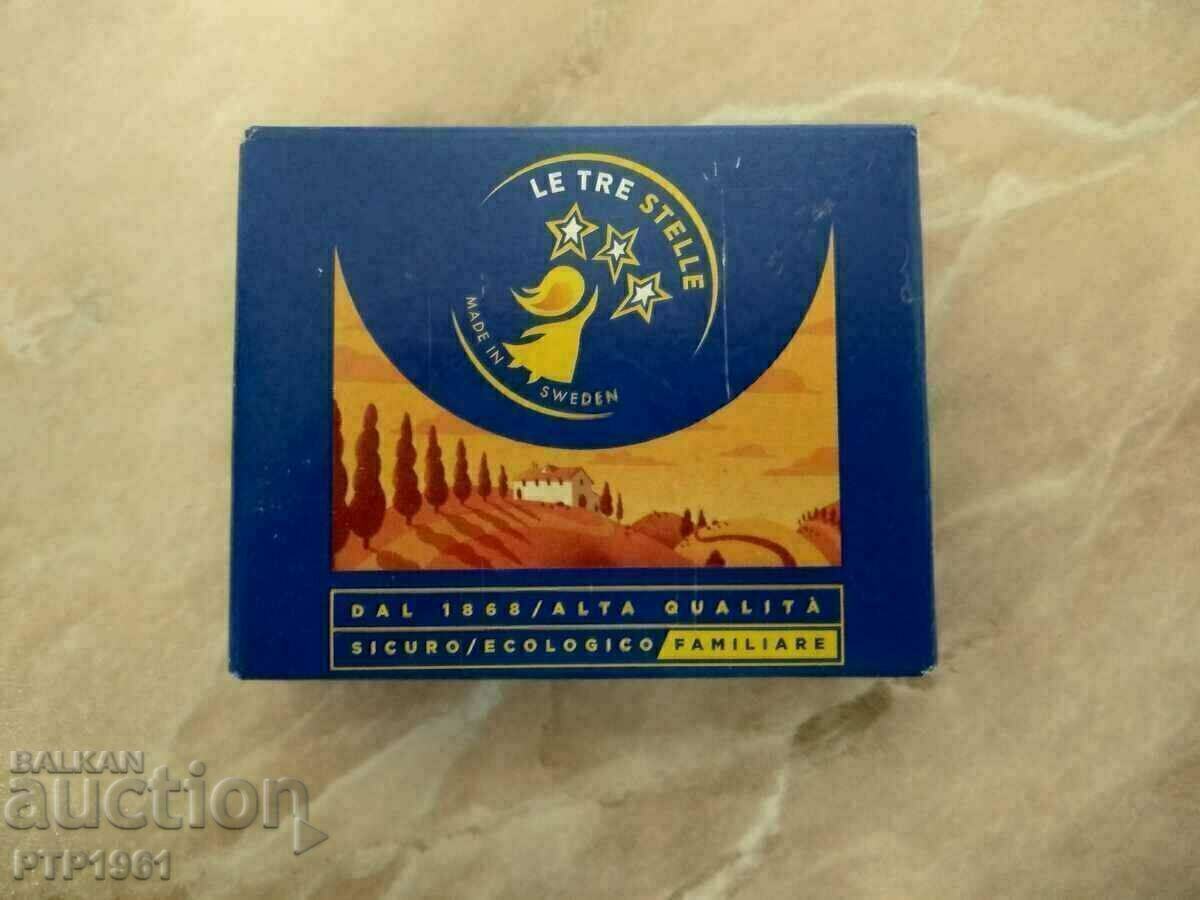 LE TRE STELLE
MADE IN SWEDEN
DAL 1868/ALTA QUALITÀ
SICURO/ECOLOGICO/FAMILIARE
BALKAN
auction
PTP1961